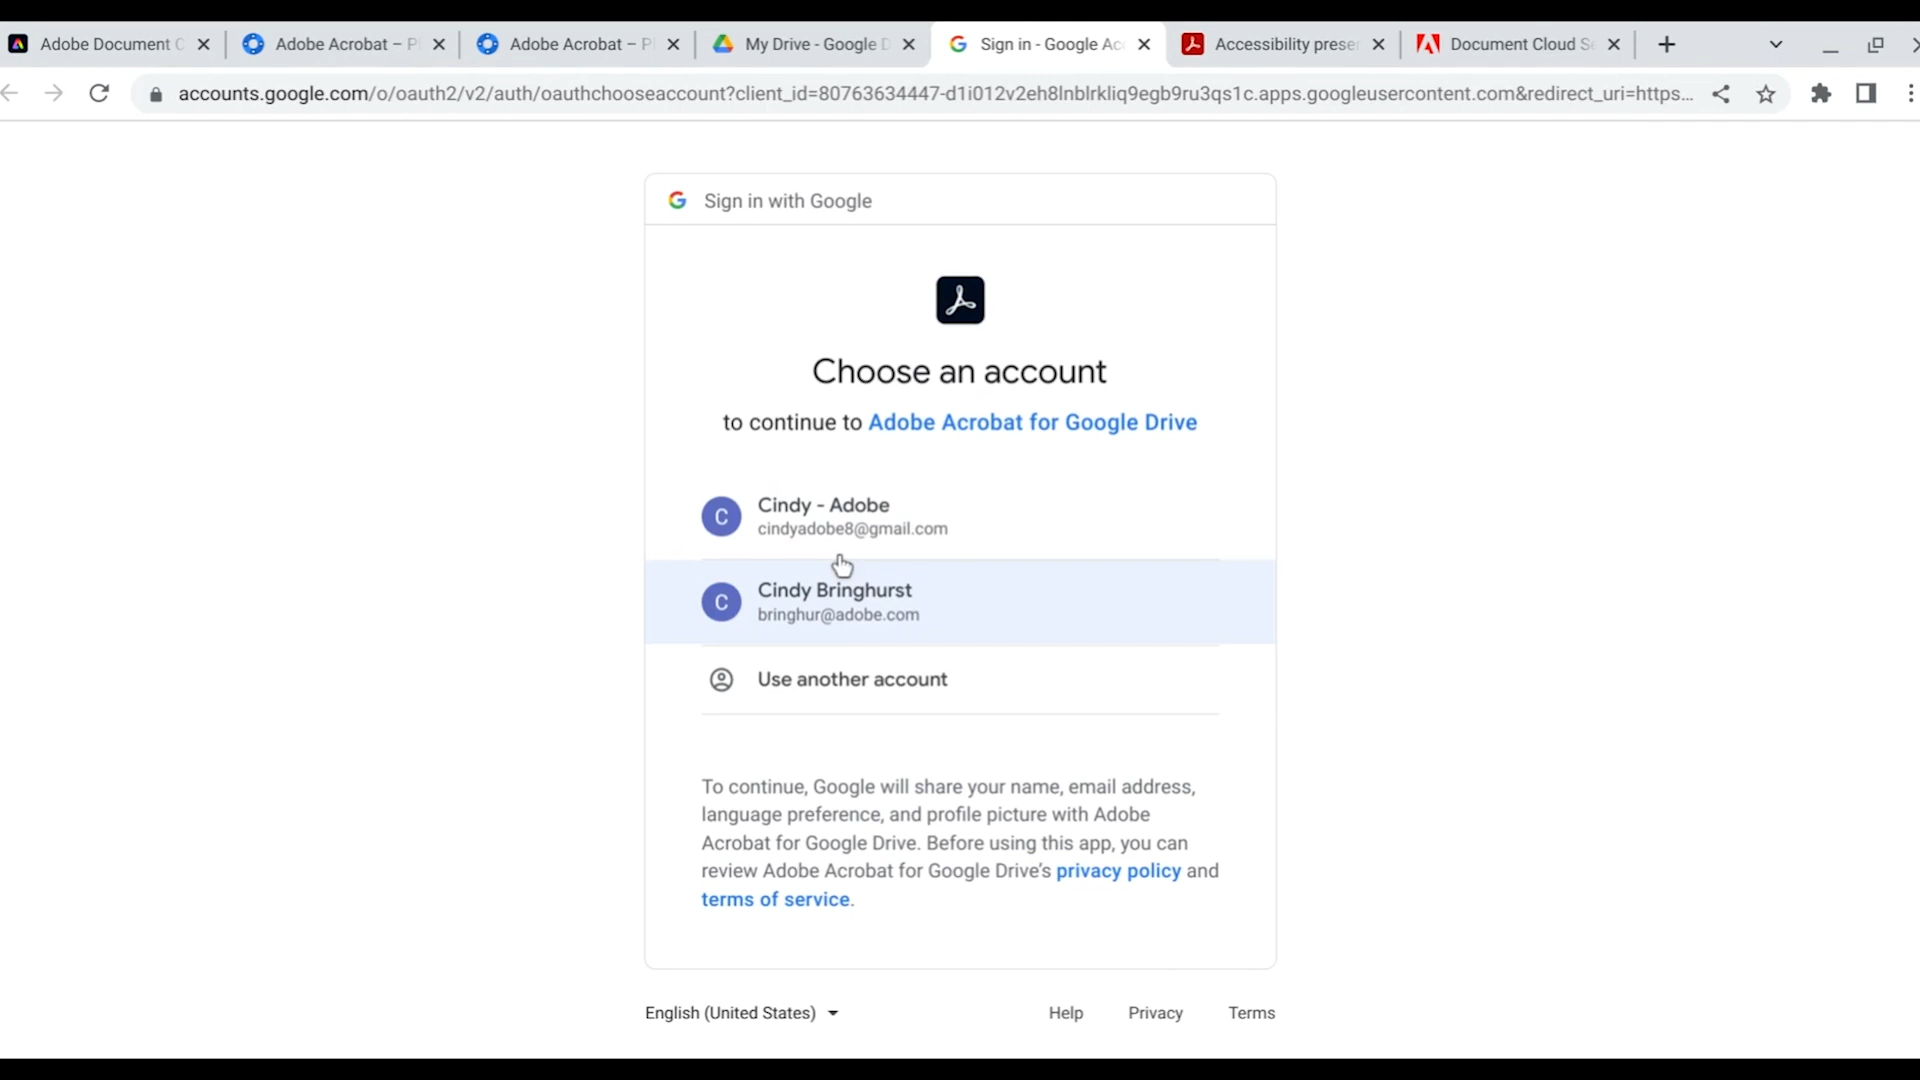 Adobe Document C
Adobe Acrobat – P
Adobe Acrobat – P
My Drive - Google D
Sign in - Google Ac
Accessibility prese
Document Cloud Se
accounts.google.com/o/oauth2/v2/auth/oauthchooseaccount?client_id=80763634447-d1i012v2eh8lnblrkliq9egb9ru3qs1c.apps.googleusercontent.com&redirect_uri=https...
Sign in with Google
Choose an account
to continue to Adobe Acrobat for Google Drive
C
Cindy - Adobe
cindyadobe8@gmail.com
C
Cindy Bringhurst
bringhur@adobe.com
Use another account
To continue, Google will share your name, email address,
language preference, and profile picture with Adobe
Acrobat for Google Drive. Before using this app, you can
review Adobe Acrobat for Google Drive's privacy policy and
terms of service.
English (United States)
Help
Privacy
Terms